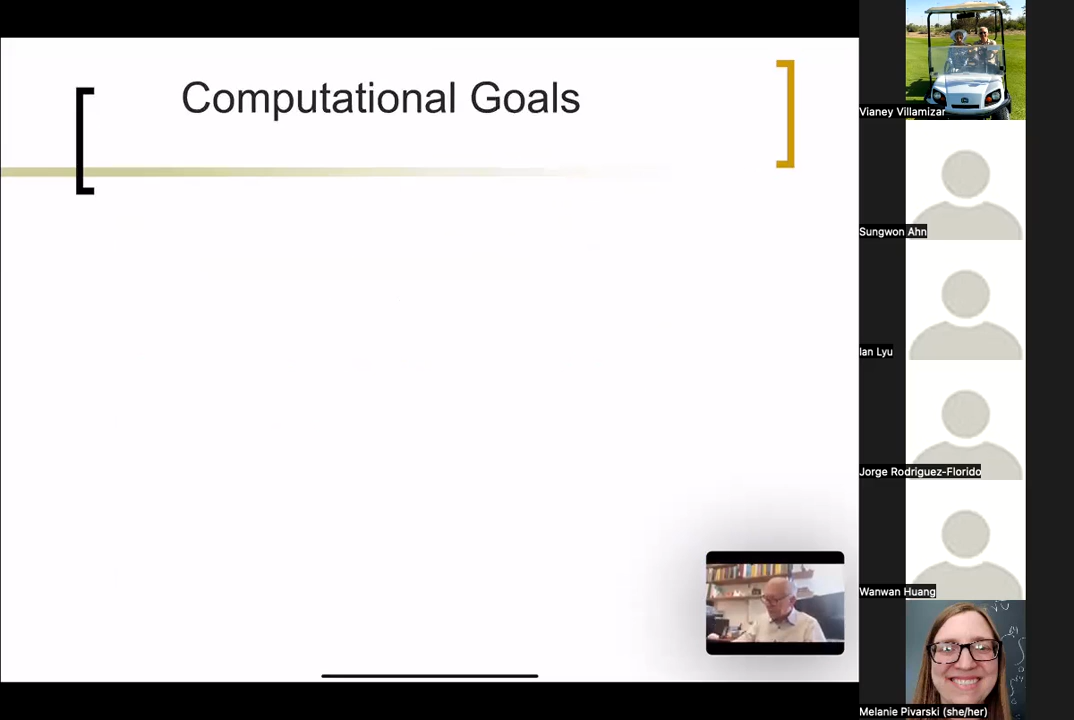 Computational Goals
Vianey Villamizar
Sungwon Ahn
Ian Lyu
Jorge Rodriguez-Florido
Wanwan Huang
Melanie Pivarski (she/her)